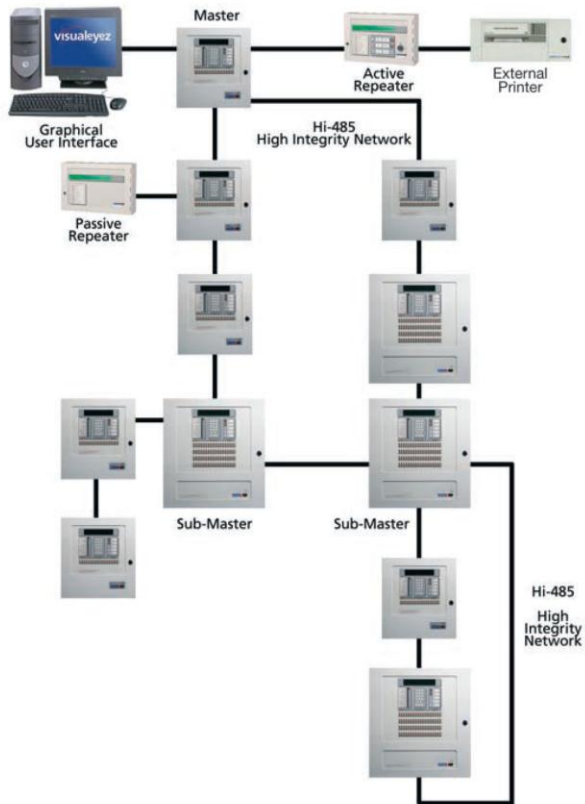 Master
visualeyez
Graphical
User Interface
Active
Repeater
External
Printer
Hi-485
High Integrity Network
Passive
Repeater
Sub-Master
Sub-Master
Hi-485
High
Integrity
Network